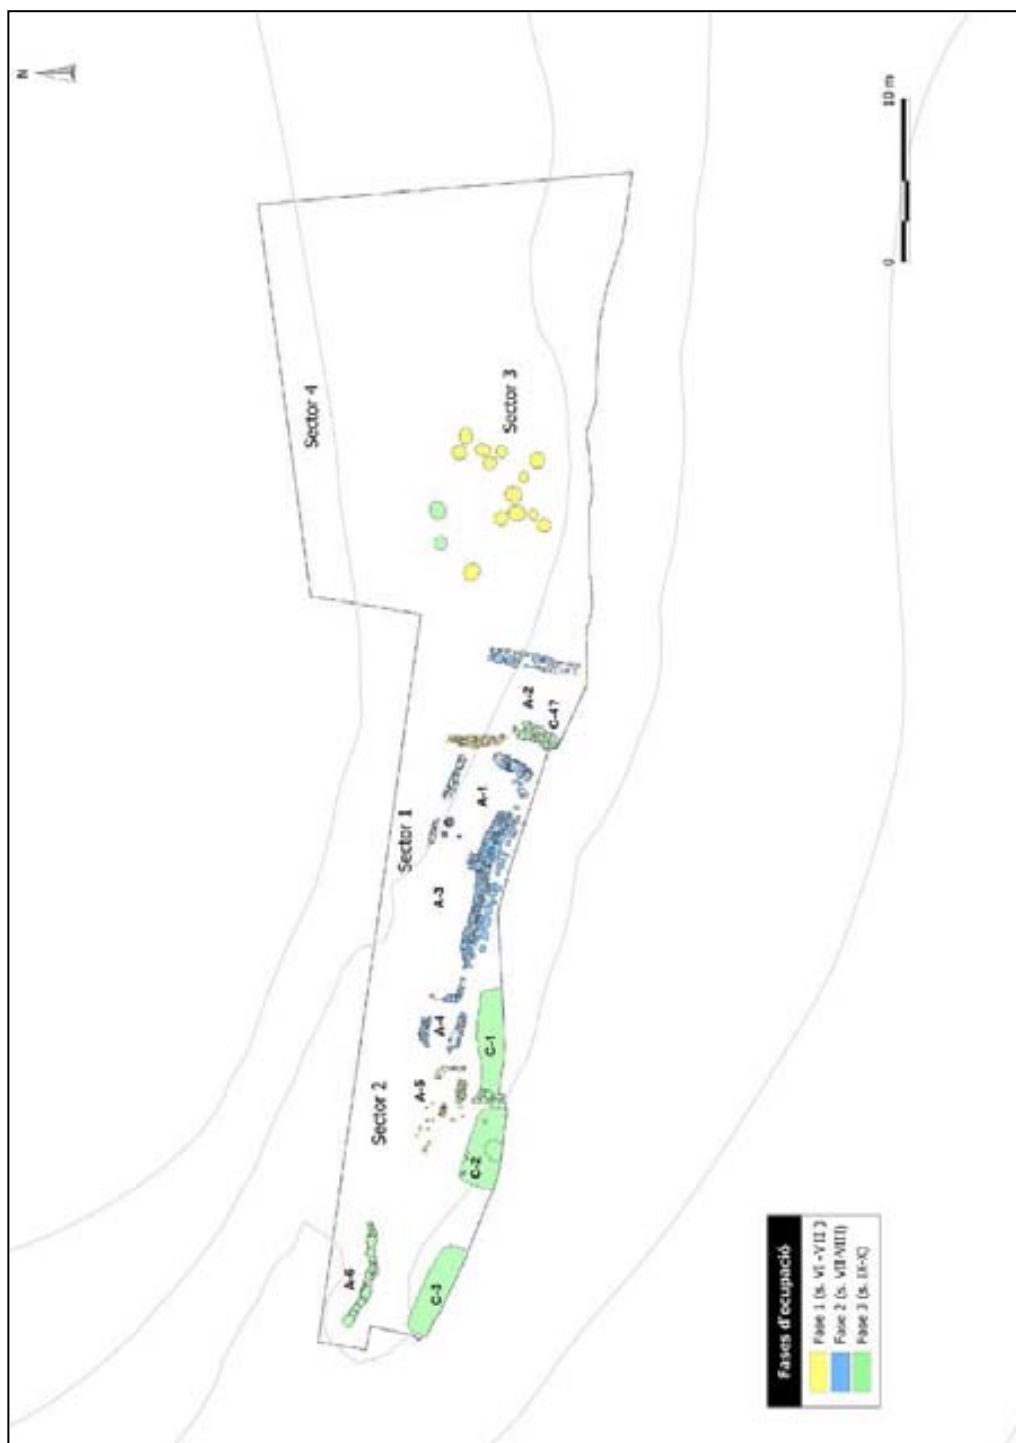 N
Sector 4
Sector 3
Sector 1
Sector 2
A-1
A-2
C-4?
A-3
A-4
A-5
A-6
C-1
C-2
C-3
0 10 m
Fases d'ocupació
Fase 1 (s. VI-VII)
Fase 2 (s. VII-VIII)
Fase 3 (s. IX-X)